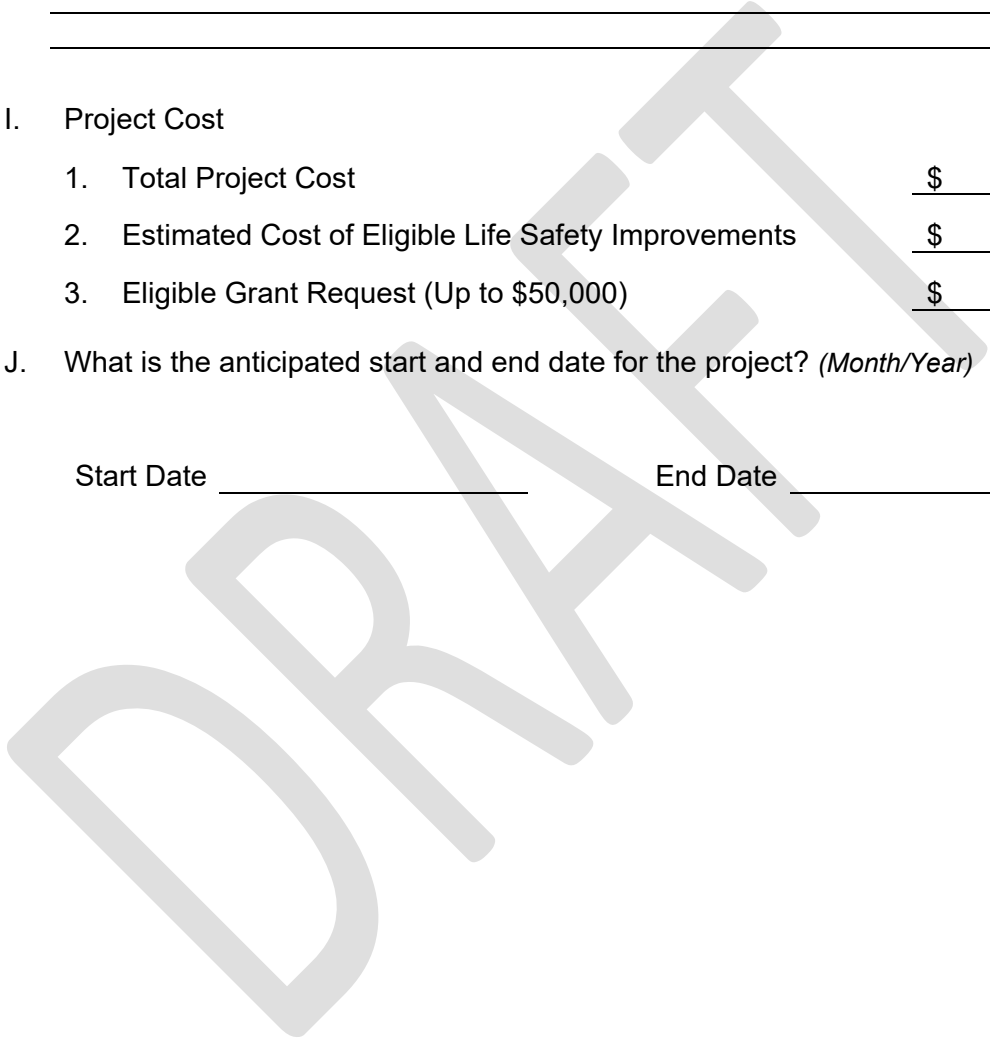 I. Project Cost
1. Total Project Cost $
2. Estimated Cost of Eligible Life Safety Improvements $
3. Eligible Grant Request (Up to $50,000) $
J. What is the anticipated start and end date for the project? (Month/Year)
Start Date End Date
DRAFT